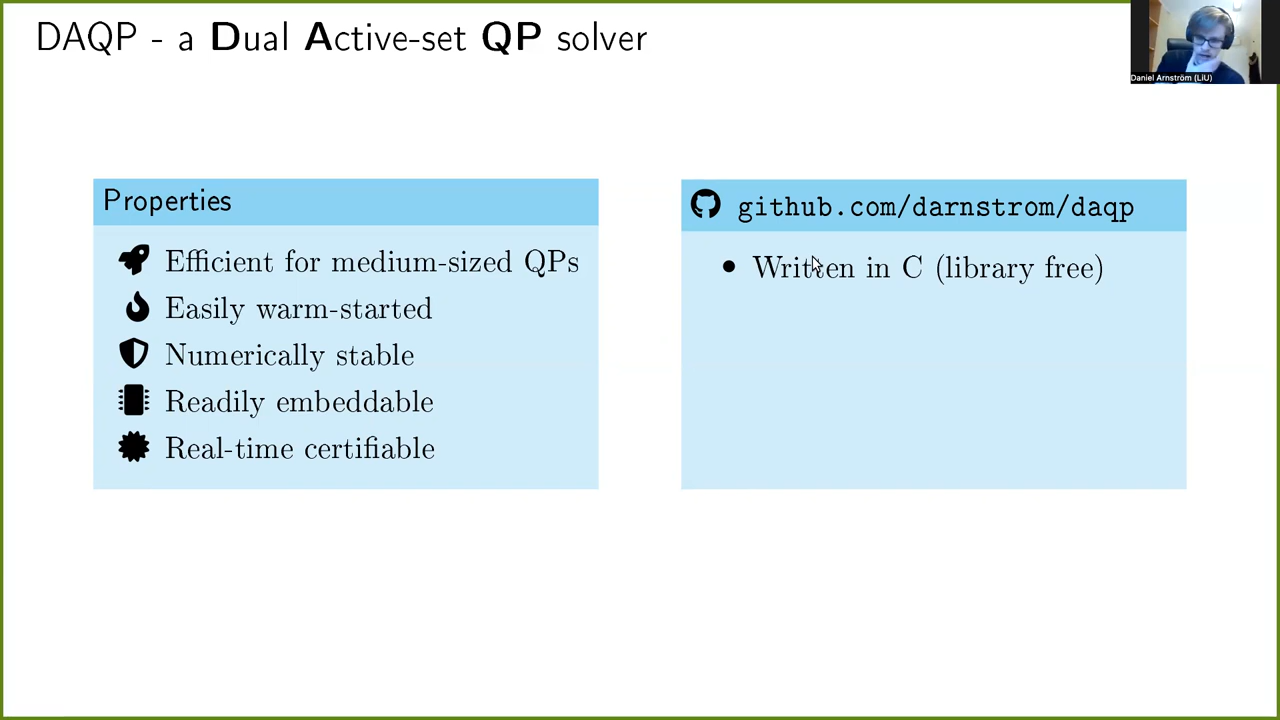 DAQP - a Dual Active-set QP solver
Daniel Arnström (LiU)
Properties
Efficient for medium-sized QPs
Easily warm-started
Numerically stable
Readily embeddable
Real-time certifiable
github.com/darnstrom/daqp
Written in C (library free)